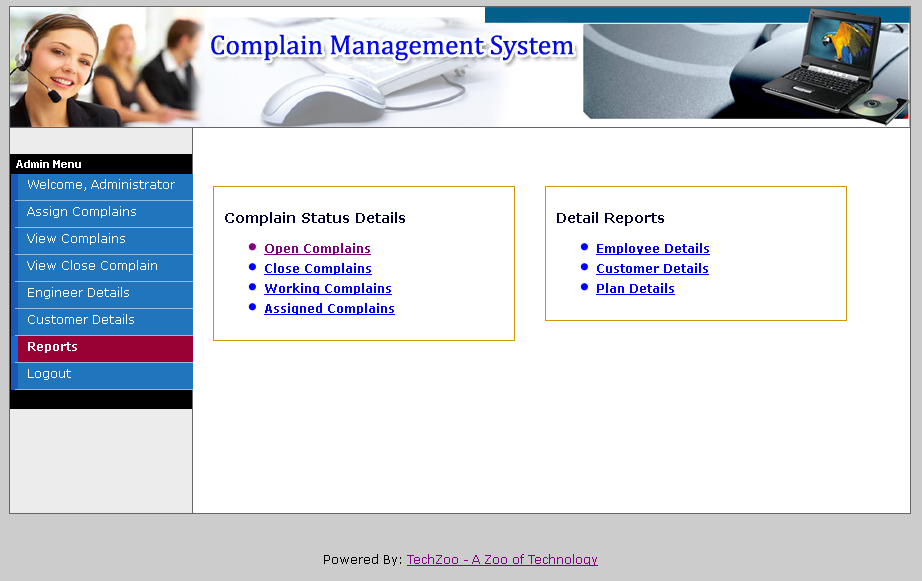 Complain Management System
Admin Menu
Welcome, Administrator
Assign Complains
View Complains
View Close Complain
Engineer Details
Customer Details
Reports
Logout
Complain Status Details
Open Complains
Close Complains
Working Complains
Assigned Complains
Detail Reports
Employee Details
Customer Details
Plan Details
Powered By: TechZoo - A Zoo of Technology